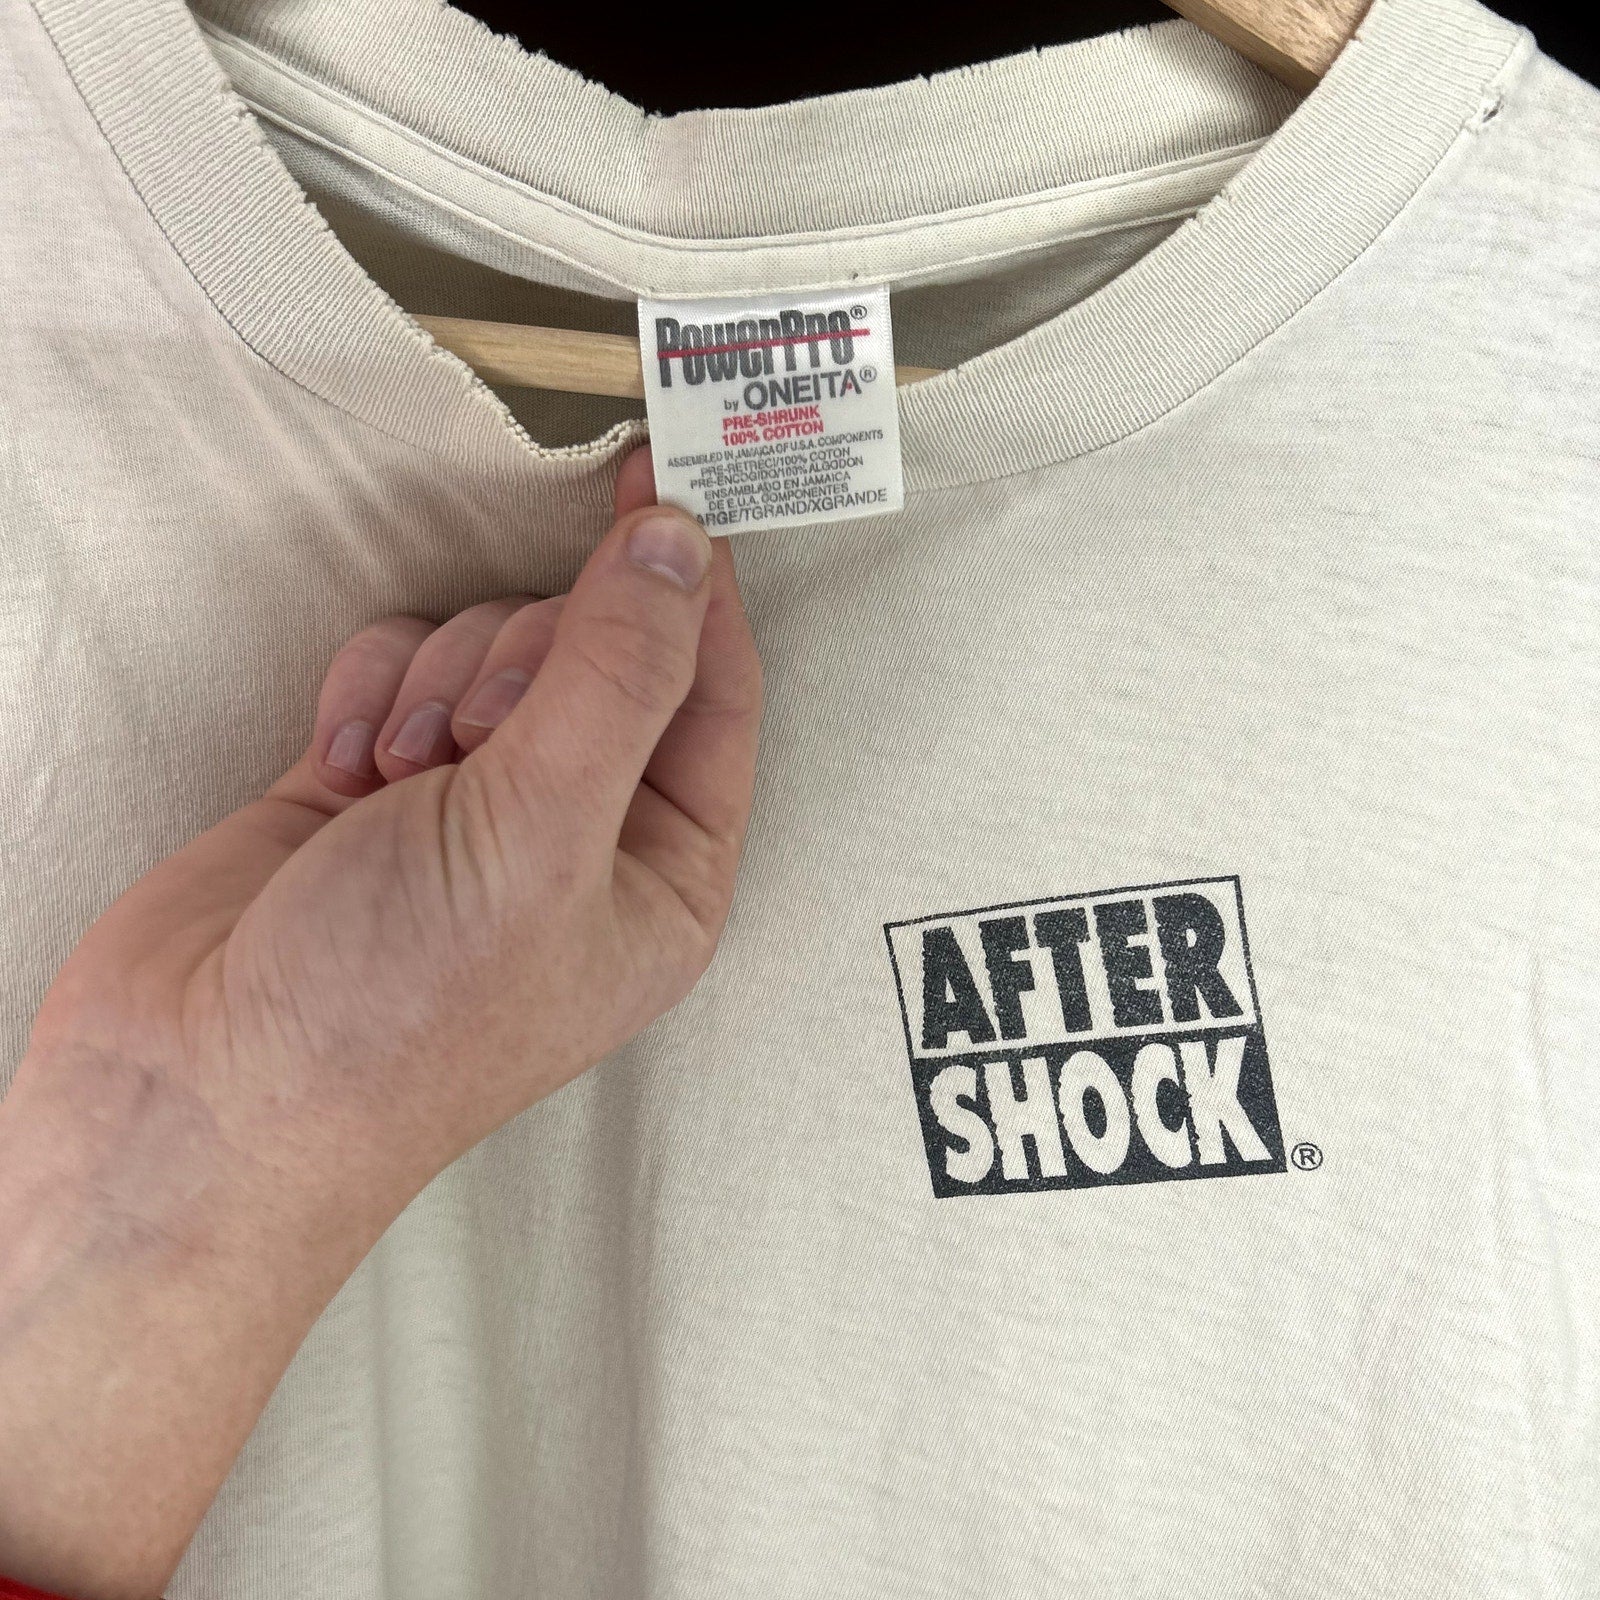 PowerPro®
by ONEITA®
PRE-SHRUNK
100% COTTON
ASSEMBLED IN JAMAICA OF U.S.A. COMPONENTS
PRE-RETRECI/100% COTON
PRE-ENCOGIDO/100% ALGODON
ENSAMBLADO EN JAMAICA
DE E.U.A. COMPONENTES
ARGE/TGRAND/XGRANDE
AFTER
SHOCK®